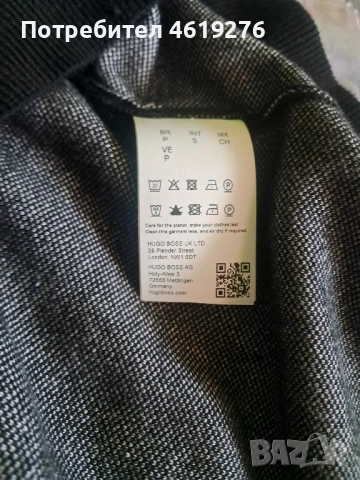 Потребител 4619276
BR INT MX
P S CH
VE
P
Care for the planet, make your clothes last.
Clean this garment less, and air dry if required
HUGO BOSS UK LTD
39 Plender Street
London, NW1 0DT
HUGO BOSS AG
Holy-Allee 3
72555 Metzingen
Germany
hugoboss.com
BAZAR